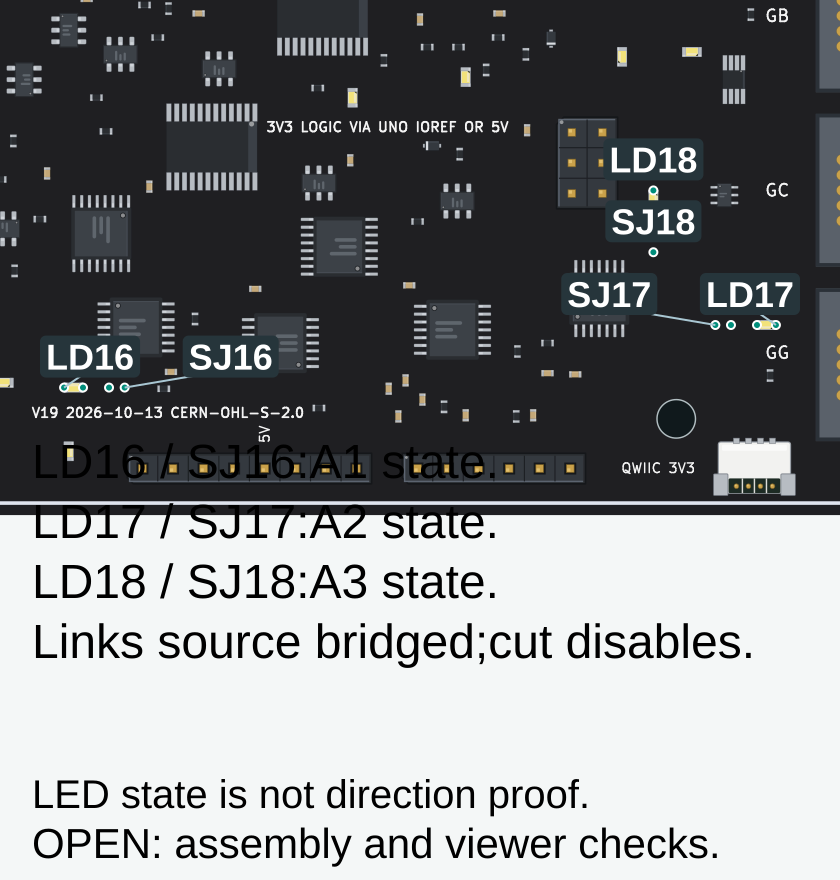 GB
3V3 LOGIC VIA UNO IOREF OR 5V
LD18
GC
SJ18
SJ17
LD17
LD16
SJ16
GG
V19 2026-10-13 CERN-OHL-S-2.0
5V
QWIIC 3V3
LD16 / SJ16:A1 state.
LD17 / SJ17:A2 state.
LD18 / SJ18:A3 state.
Links source bridged;cut disables.
LED state is not direction proof.
OPEN: assembly and viewer checks.